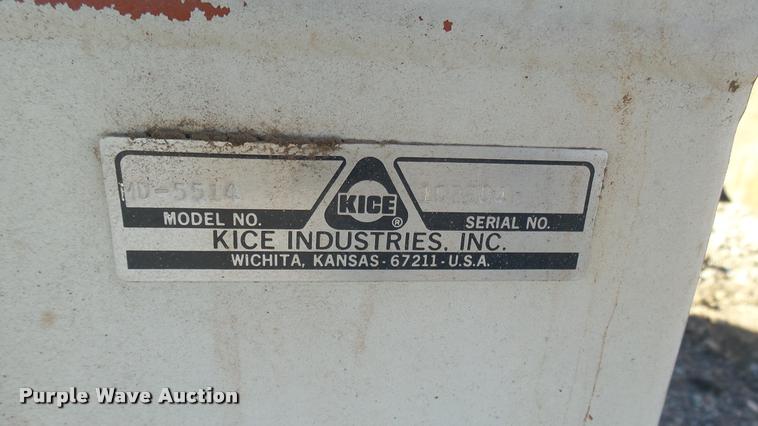 MD-5514
KICE
®
MODEL NO.
SERIAL NO.
KICE INDUSTRIES, INC.
WICHITA, KANSAS - 67211 - U.S.A.
Purple Wave Auction